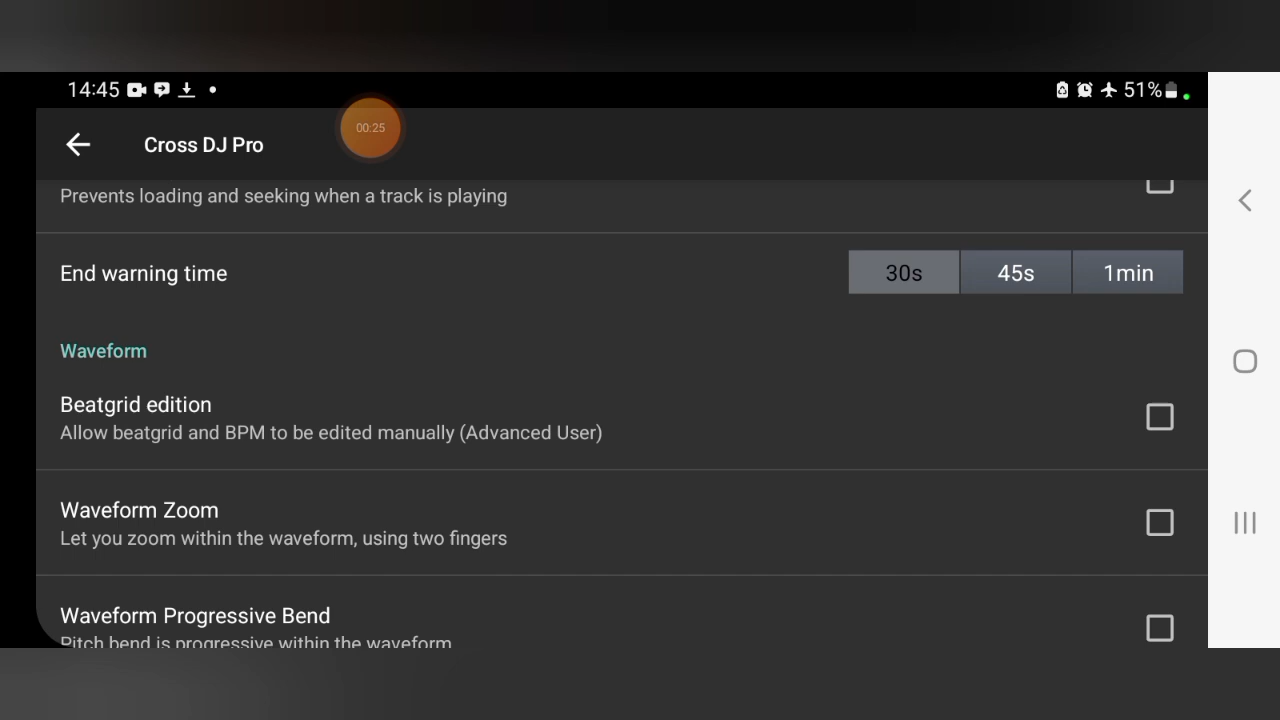 14:45 51%
00:25
Cross DJ Pro
Prevents loading and seeking when a track is playing
End warning time 30s 45s 1min
Waveform
Beatgrid edition
Allow beatgrid and BPM to be edited manually (Advanced User)
Waveform Zoom
Let you zoom within the waveform, using two fingers
Waveform Progressive Bend
Pitch bend is progressive within the waveform